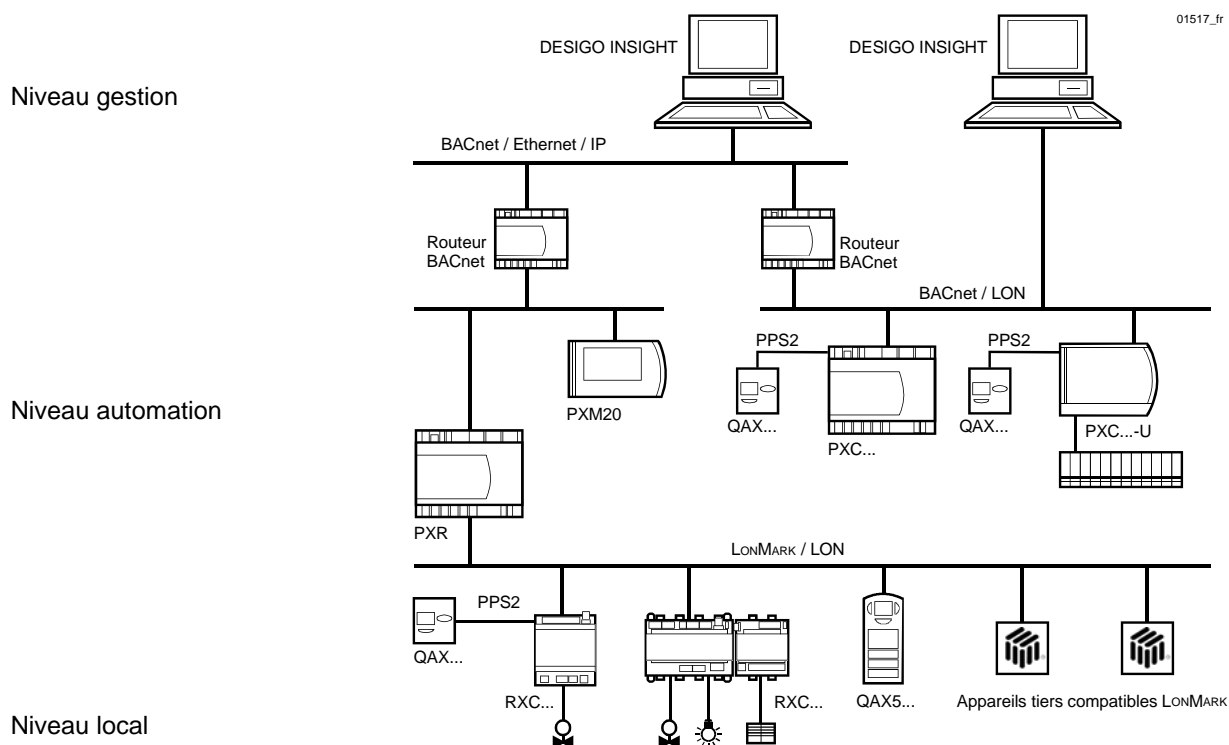 01517_fr
DESIGO INSIGHT
DESIGO INSIGHT
Niveau gestion
BACnet / Ethernet / IP
Routeur
BACnet
Routeur
BACnet
BACnet / LON
PPS2
PPS2
Niveau automation
PXM20
QAX...
PXC...
QAX...
PXC...-U
PXR
LONMARK / LON
PPS2
QAX...
RXC...
RXC...
QAX5...
Appareils tiers compatibles LONMARK
Niveau local